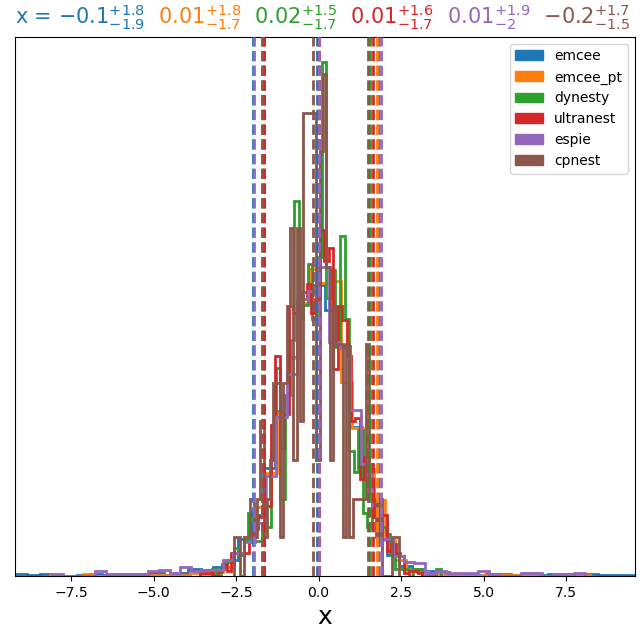 x = −0.1+1.8−1.9 0.01+1.8−1.7 0.02+1.5−1.7 0.01+1.6−1.7 0.01+1.9−2 −0.2+1.7−1.5
emcee
emcee_pt
dynesty
ultranest
espie
cpnest
−7.5 −5.0 −2.5 0.0 2.5 5.0 7.5
x